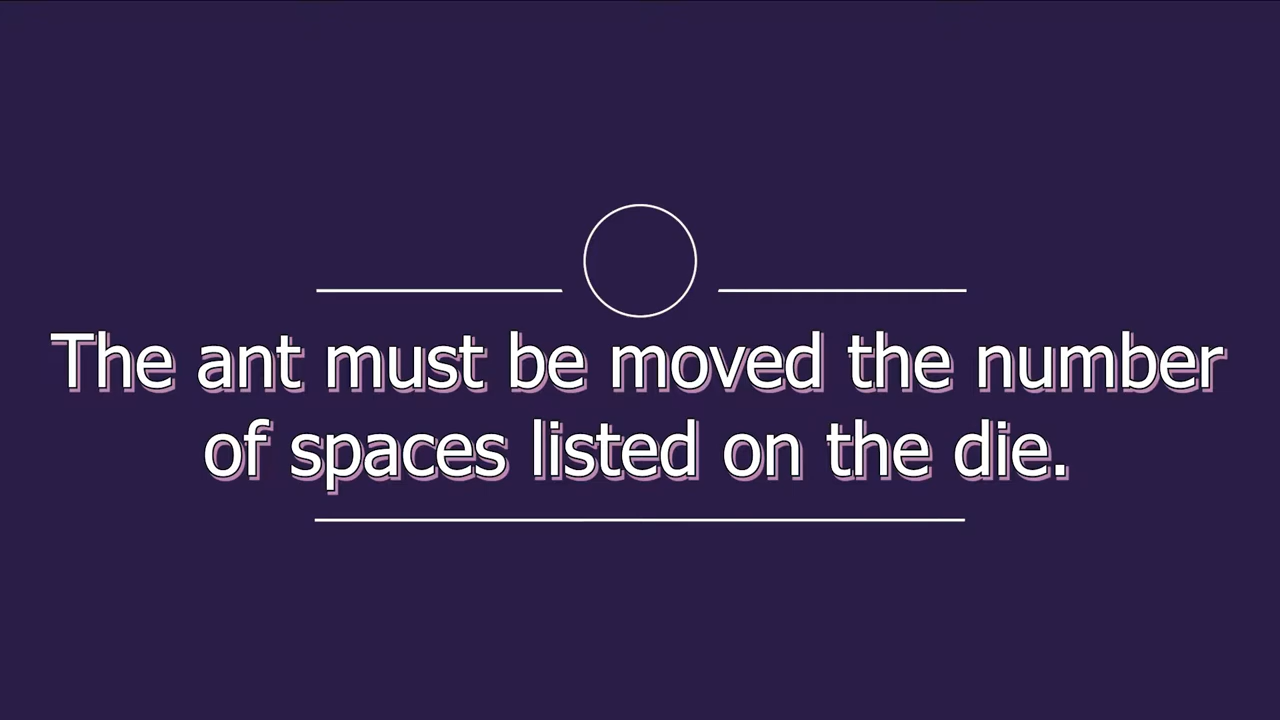 The ant must be moved the number
of spaces listed on the die.